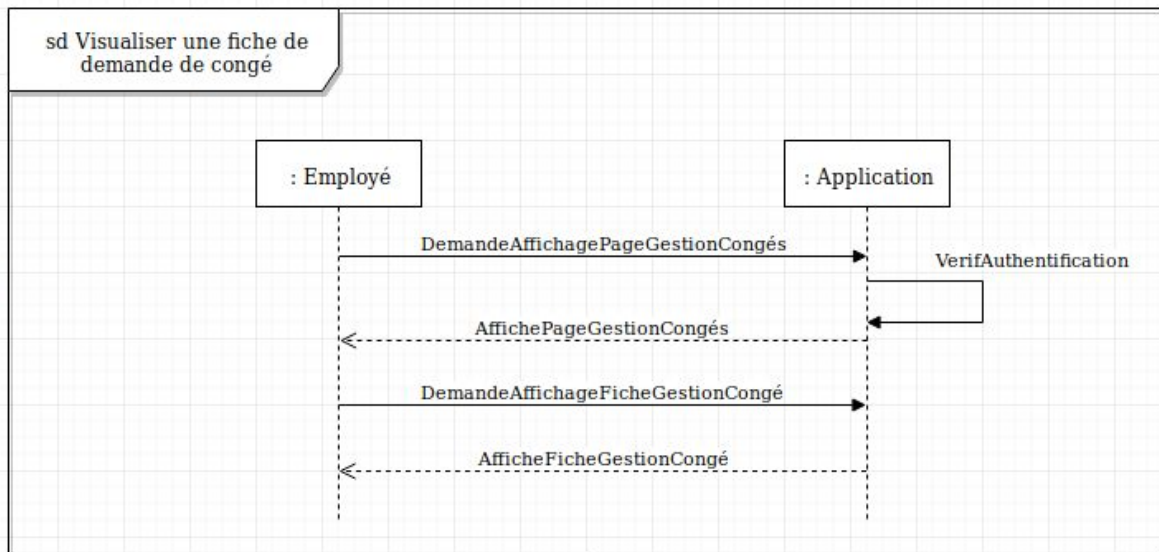 sd Visualiser une fiche de
demande de congé
: Employé
: Application
DemandeAffichagePageGestionCongés
VerifAuthentification
AffichePageGestionCongés
DemandeAffichageFicheGestionCongé
AfficheFicheGestionCongé